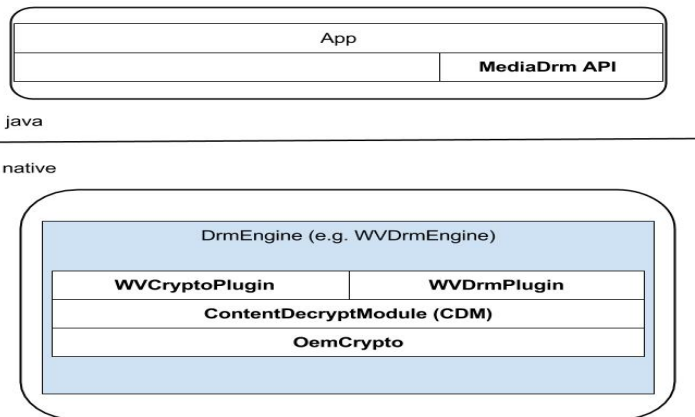 App
MediaDrm API
java
native
DrmEngine (e.g. WVDrmEngine)
WVCryptoPlugin WVDrmPlugin
ContentDecryptModule (CDM)
OemCrypto